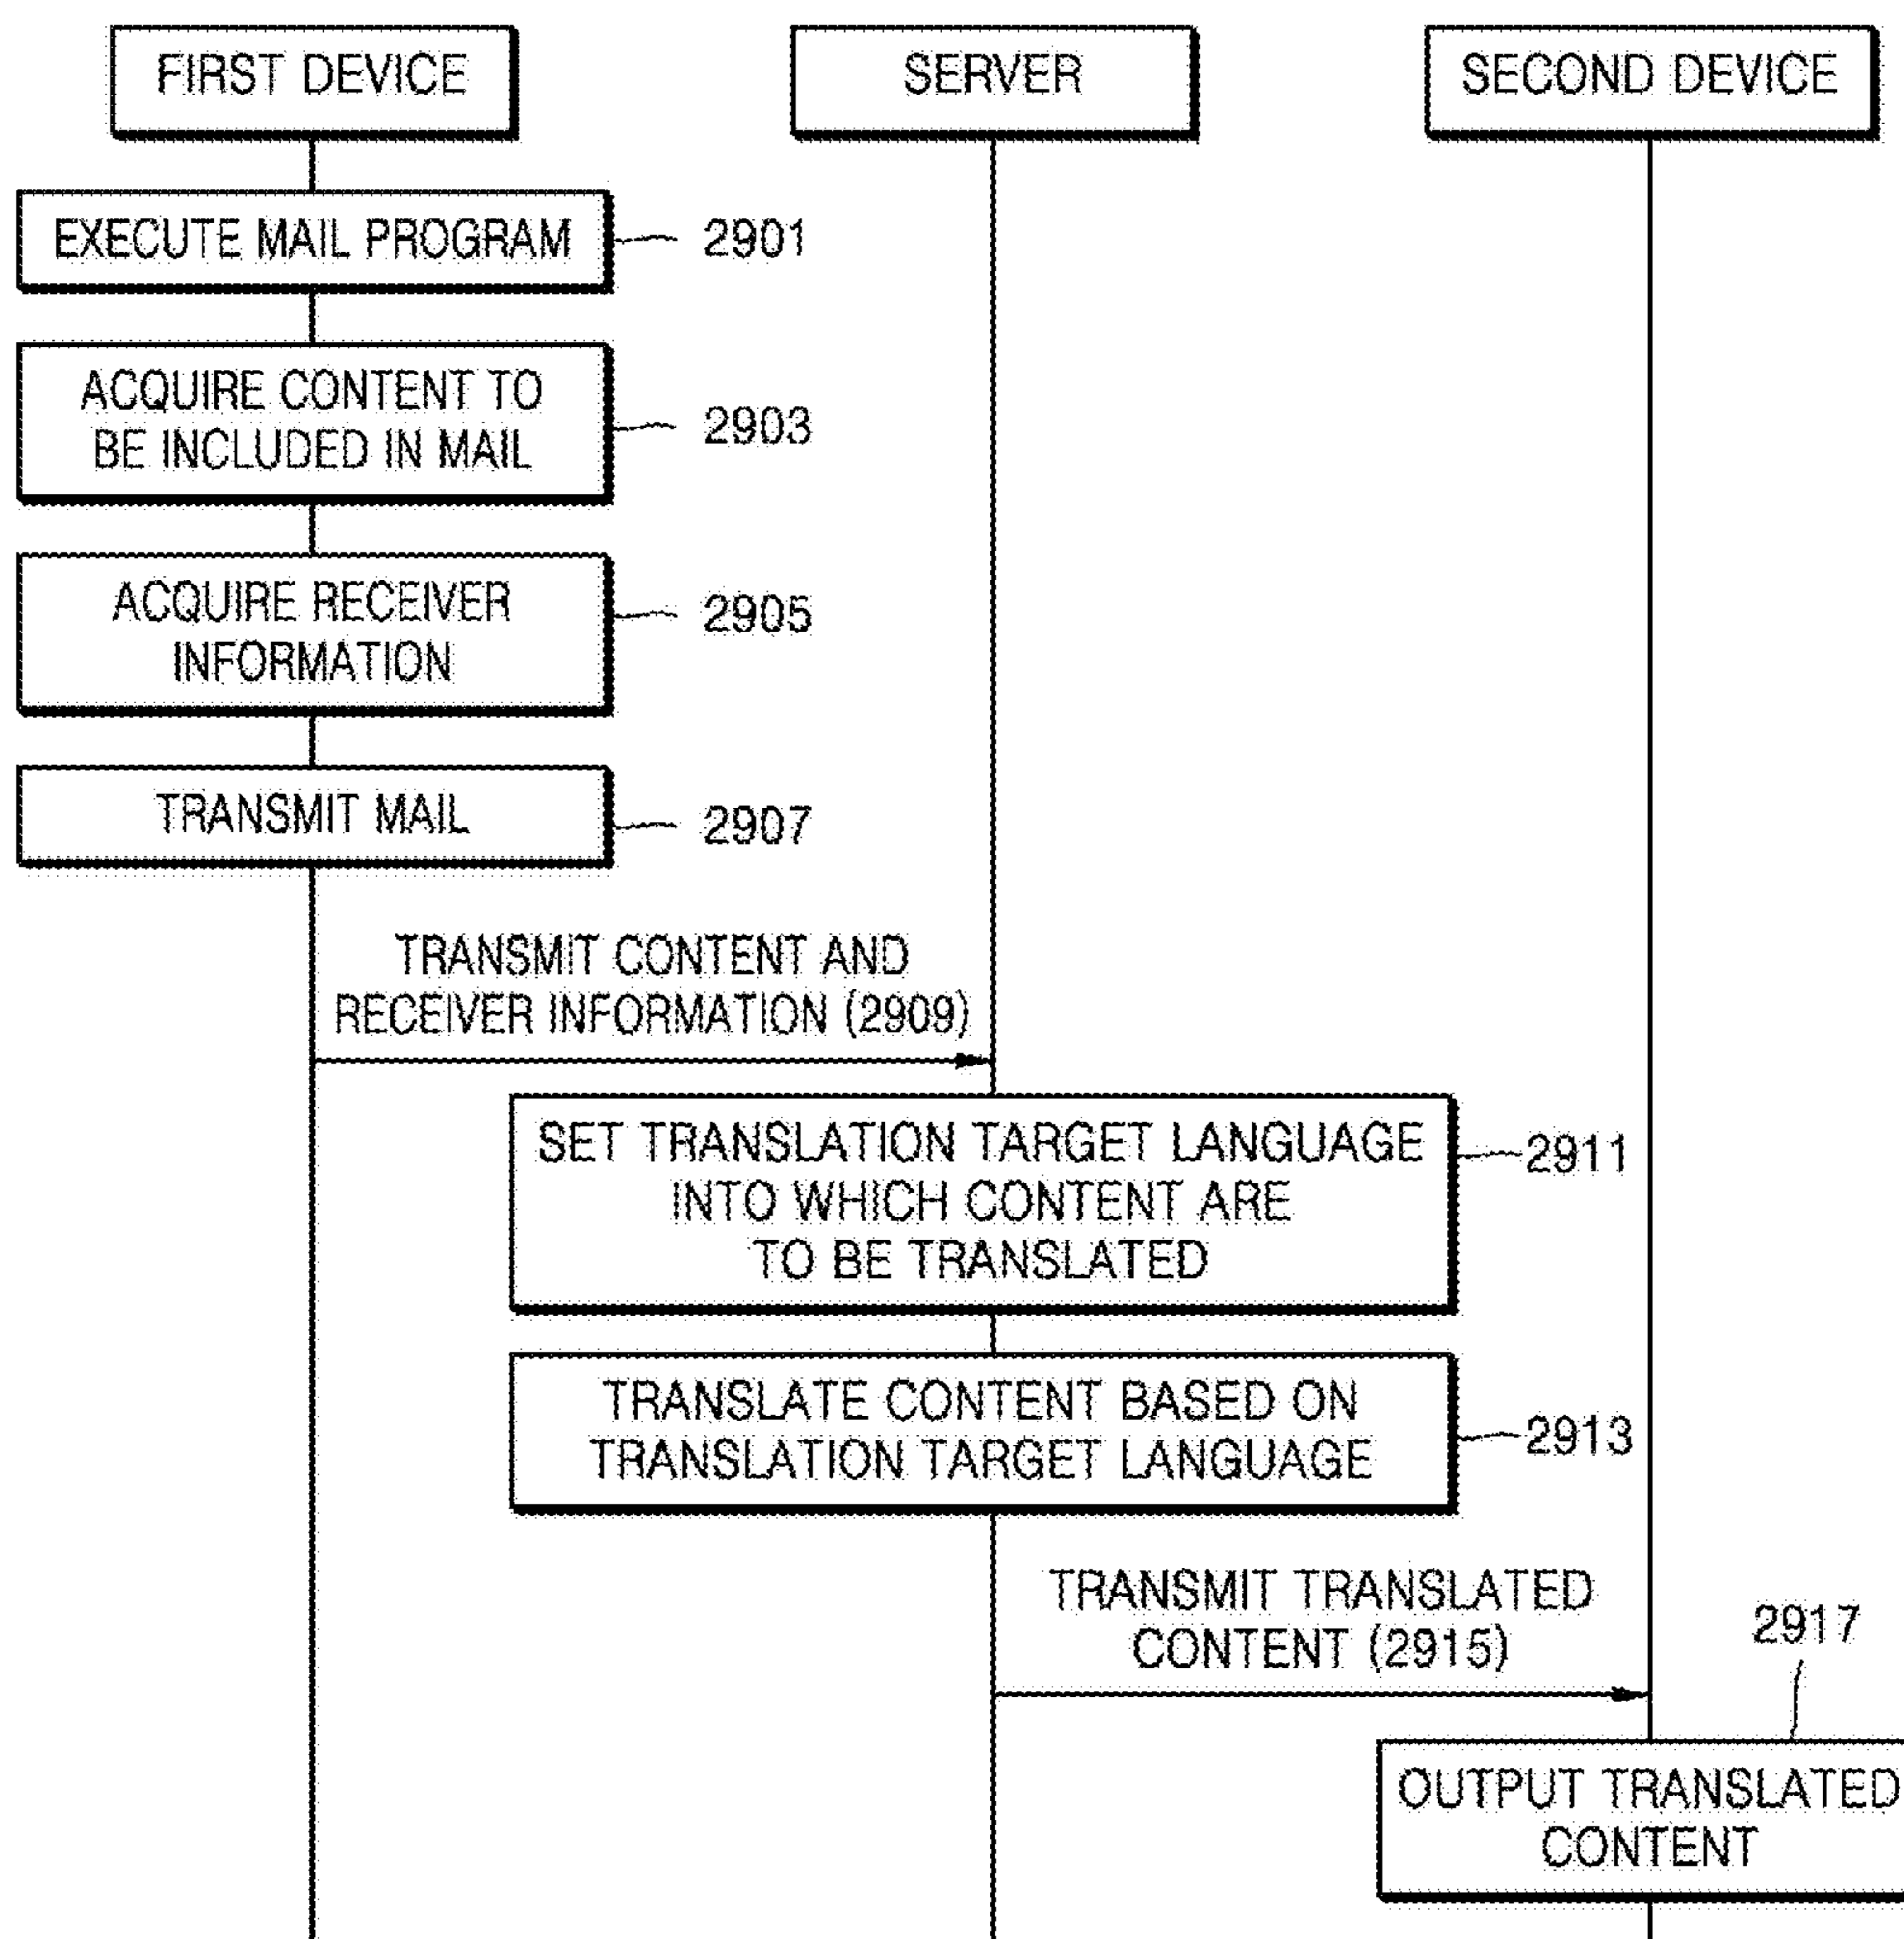 FIRST DEVICE
SERVER
SECOND DEVICE
EXECUTE MAIL PROGRAM
2901
ACQUIRE CONTENT TO
BE INCLUDED IN MAIL
2903
ACQUIRE RECEIVER
INFORMATION
2905
TRANSMIT MAIL
2907
TRANSMIT CONTENT AND
RECEIVER INFORMATION (2909)
SET TRANSLATION TARGET LANGUAGE
INTO WHICH CONTENT ARE
TO BE TRANSLATED
2911
TRANSLATE CONTENT BASED ON
TRANSLATION TARGET LANGUAGE
2913
TRANSMIT TRANSLATED
CONTENT (2915)
2917
OUTPUT TRANSLATED
CONTENT